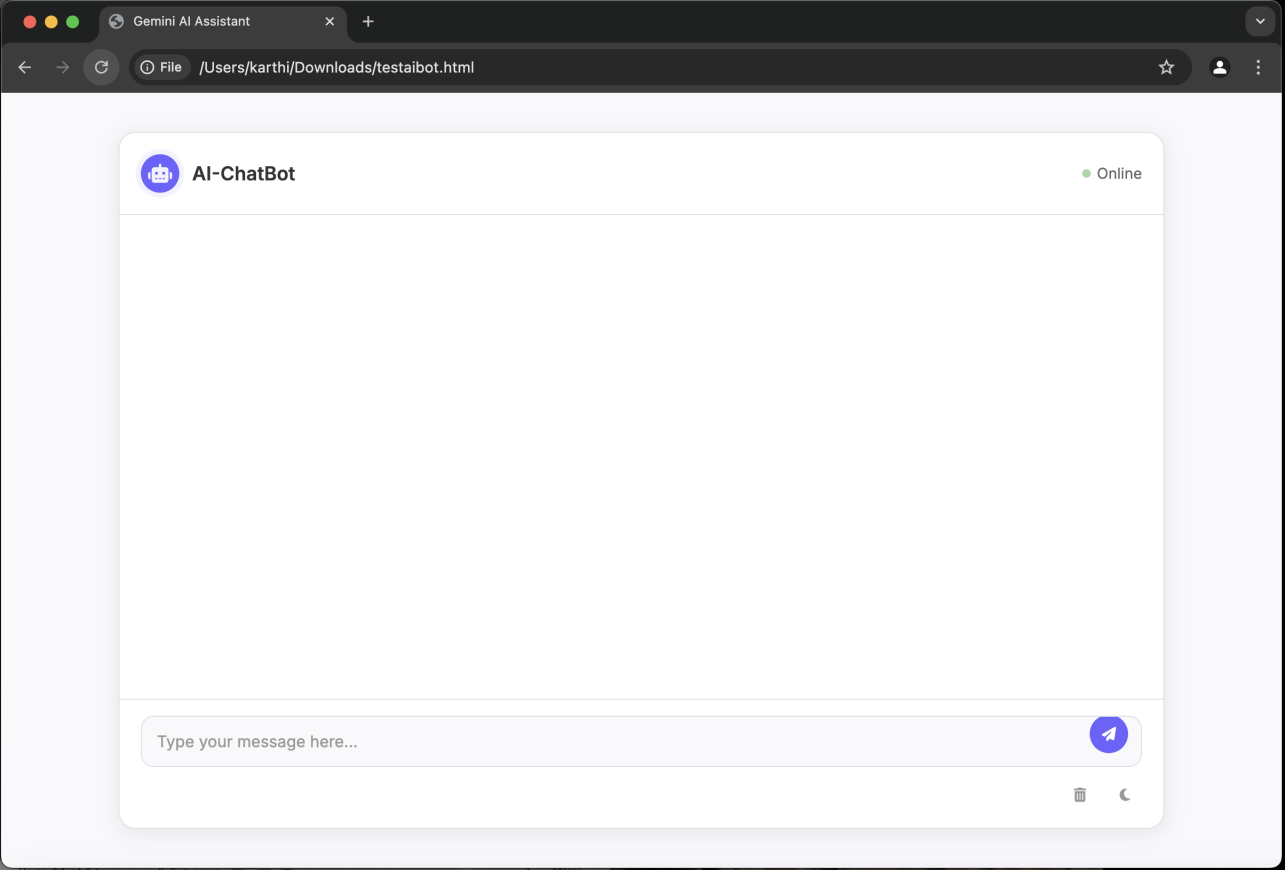 Gemini AI Assistant
File /Users/karthi/Downloads/testaibot.html
AI-ChatBot
Online
Type your message here...